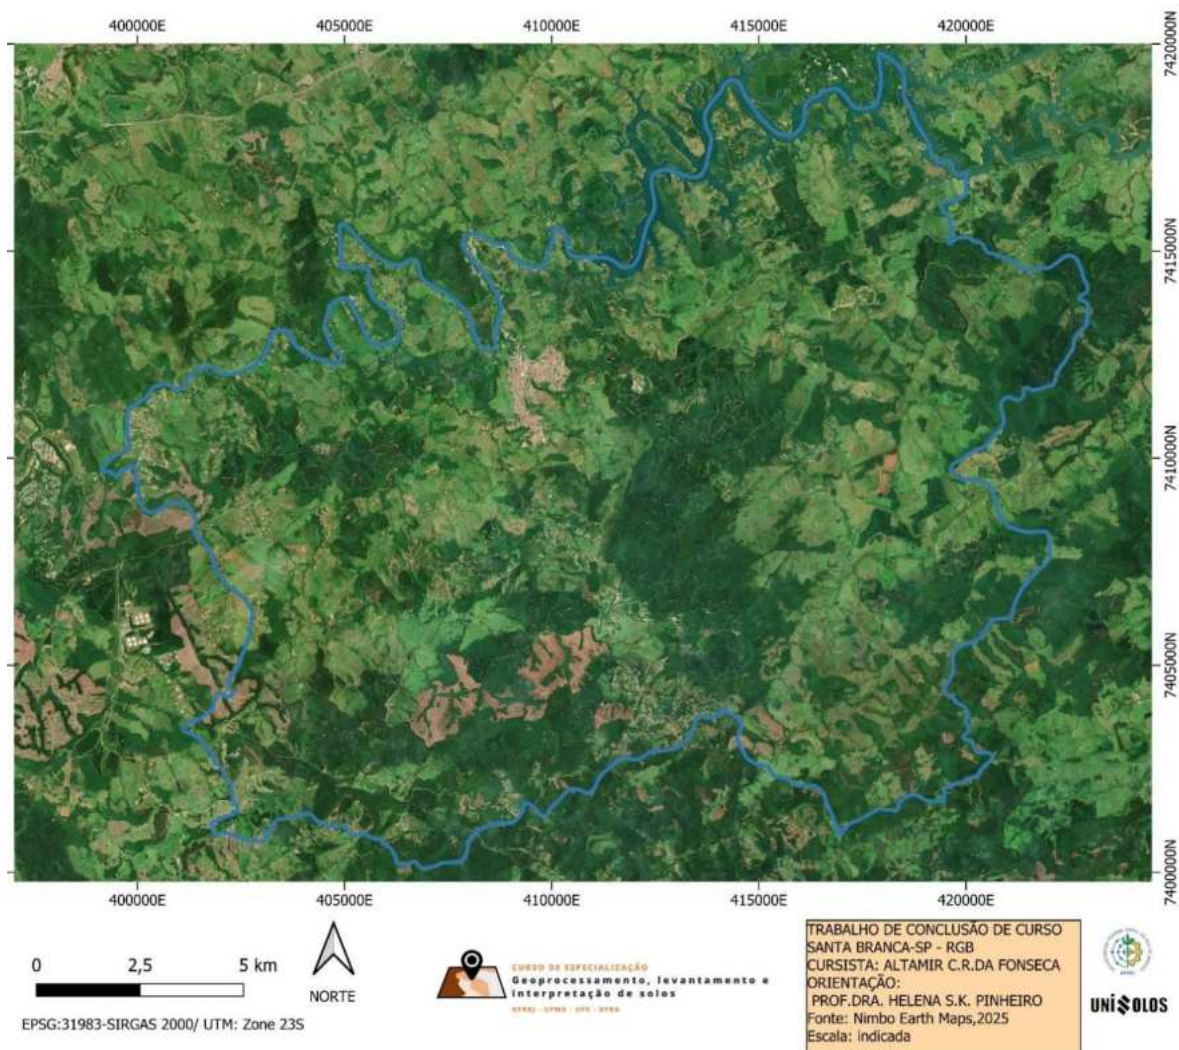 400000E 405000E 410000E 415000E 420000E
7420000N
7415000N
7410000N
7405000N
7400000N
400000E 405000E 410000E 415000E 420000E
0 2,5 5 km
NORTE
EPSG:31983-SIRGAS 2000/ UTM: Zone 23S
CURSO DE ESPECIALIZAÇÃO
Geoprocessamento, levantamento e
interpretação de solos
TRABALHO DE CONCLUSÃO DE CURSO
SANTA BRANCA-SP - RGB
CURSISTA: ALTAMIR C.R.DA FONSECA
ORIENTAÇÃO:
PROF.DRA. HELENA S.K. PINHEIRO
Fonte: Nimbo Earth Maps,2025
Escala: indicada
UNISOLOS